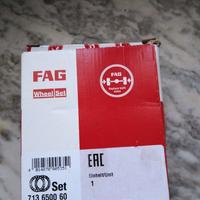 FAG
Wheel Set
FAG
EAC
Einheit/Unit
1
Set
713 6500 60